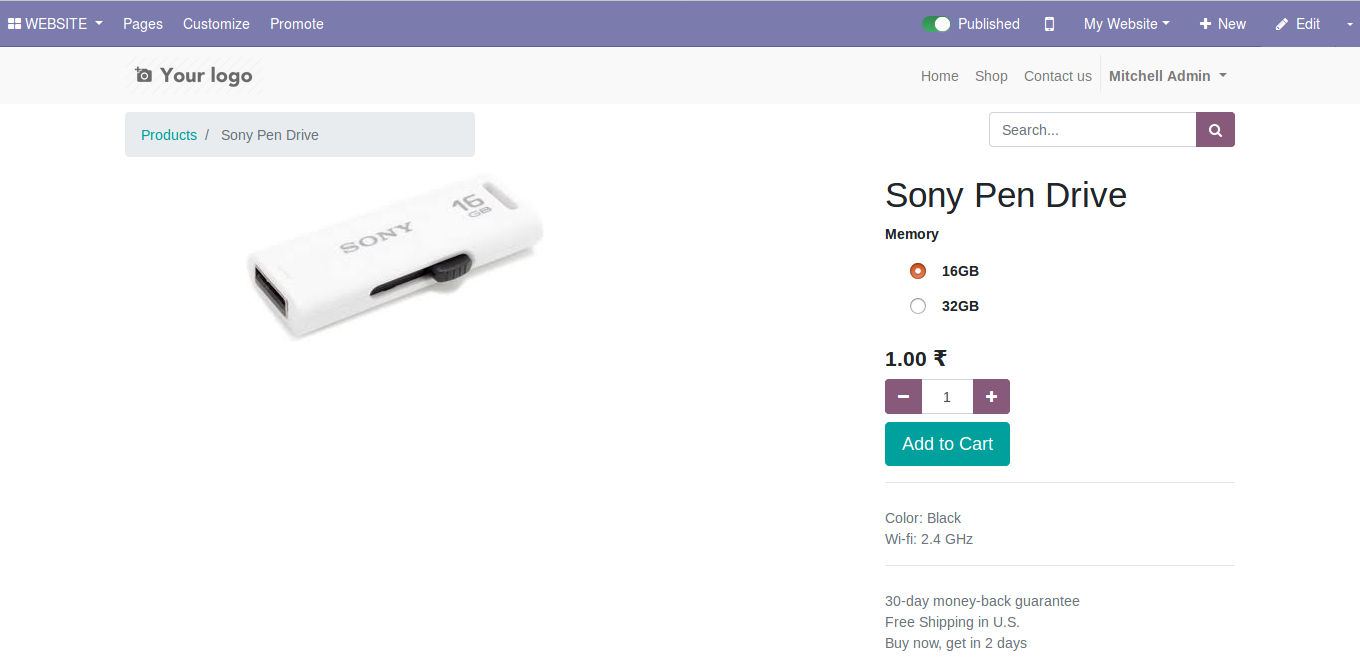 WEBSITE Pages Customize Promote Published My Website New Edit
Your logo Home Shop Contact us Mitchell Admin
Products / Sony Pen Drive
Search...
16
GB
SONY
Sony Pen Drive
Memory
16GB
32GB
1.00 ₹
1
Add to Cart
Color: Black
Wi-fi: 2.4 GHz
30-day money-back guarantee
Free Shipping in U.S.
Buy now, get in 2 days